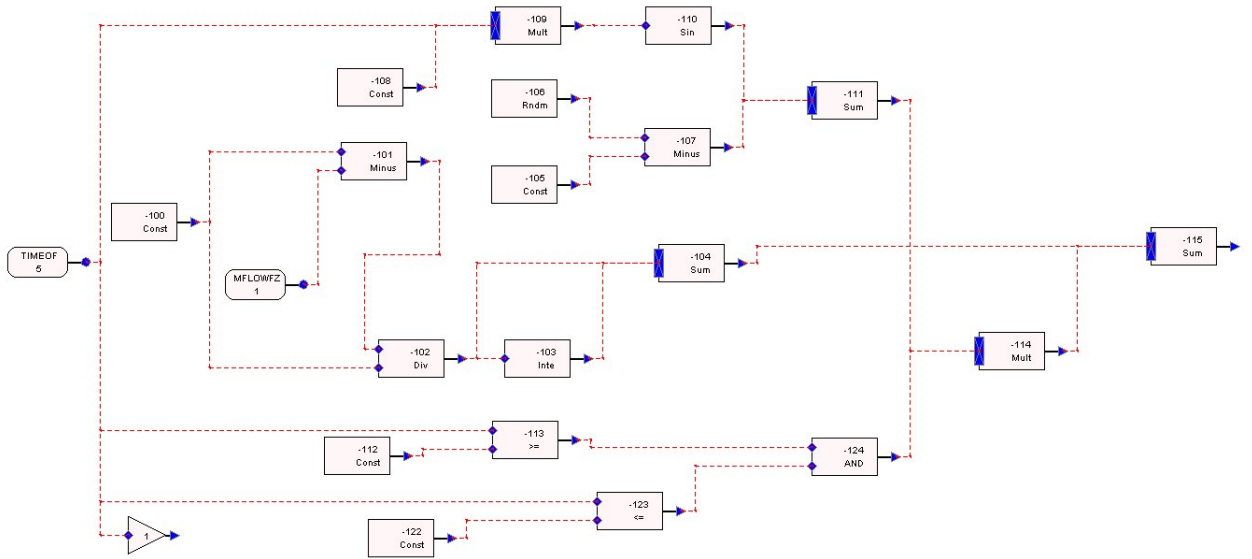 -109
Mult
-110
Sin
-108
Const
-106
Rndm
-111
Sum
-101
Minus
-107
Minus
-105
Const
-100
Const
TIMEOF
5
MFLOWFZ
1
-104
Sum
-115
Sum
-102
Div
-103
Inte
-114
Mult
-113
>=
-112
Const
-124
AND
-123
<=
-122
Const
1